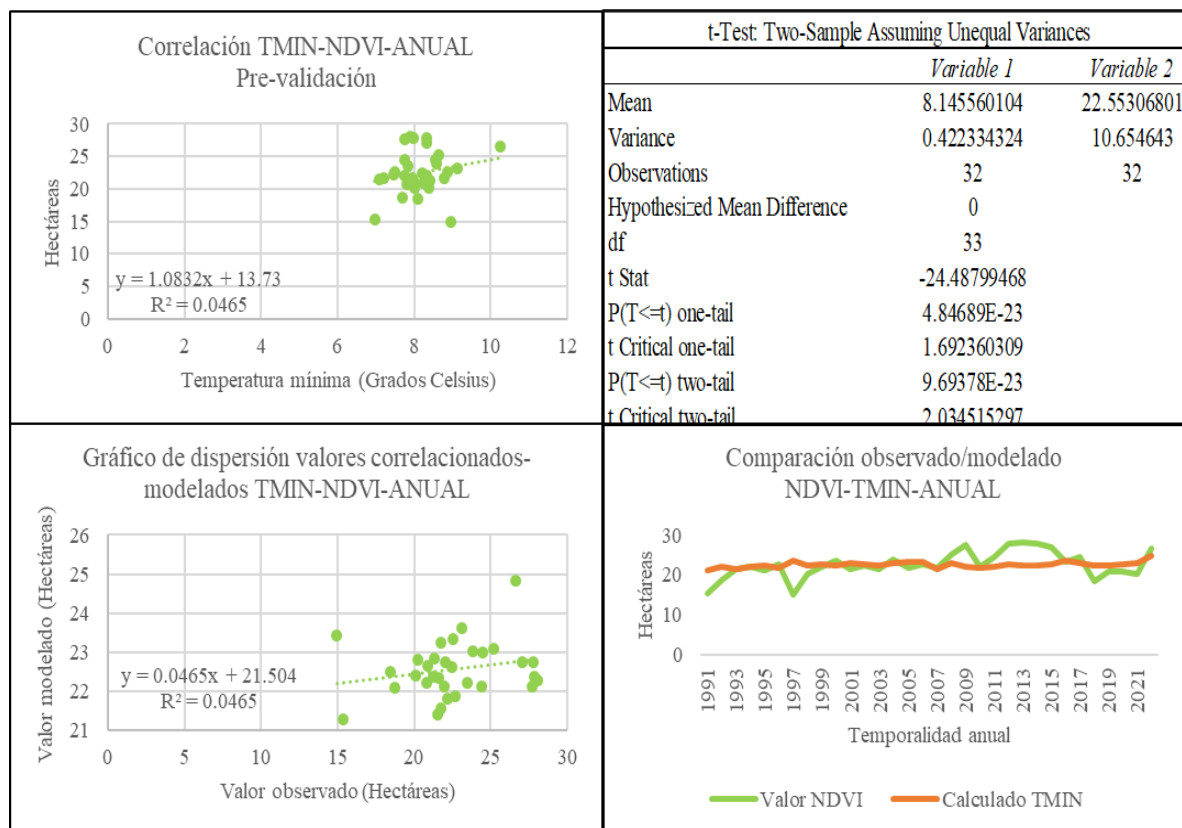 Correlación TMIN-NDVI-ANUAL
Pre-validación
30
25
20
15
10
5
0
Hectáreas
y = 1.0832x + 13.73
R² = 0.0465
0 2 4 6 8 10 12
Temperatura mínima (Grados Celsius)
t-Test: Two-Sample Assuming Unequal Variances
Variable 1 Variable 2
Mean 8.145560104 22.55306801
Variance 0.422334324 10.654643
Observations 32 32
Hypothesized Mean Difference 0
df 33
t Stat -24.48799468
P(T<=t) one-tail 4.84689E-23
t Critical one-tail 1.692360309
P(T<=t) two-tail 9.69378E-23
t Critical two-tail 2.034515297
Gráfico de dispersión valores correlacionados-
modelados TMIN-NDVI-ANUAL
26
25
24
23
22
21
Valor modelado (Hectáreas)
y = 0.0465x + 21.504
R² = 0.0465
0 5 10 15 20 25 30
Valor observado (Hectáreas)
Comparación observado/modelado
NDVI-TMIN-ANUAL
30
20
10
0
Hectáreas
1991 1993 1995 1997 1999 2001 2003 2005 2007 2009 2011 2013 2015 2017 2019 2021
Temporalidad anual
Valor NDVI Calculado TMIN